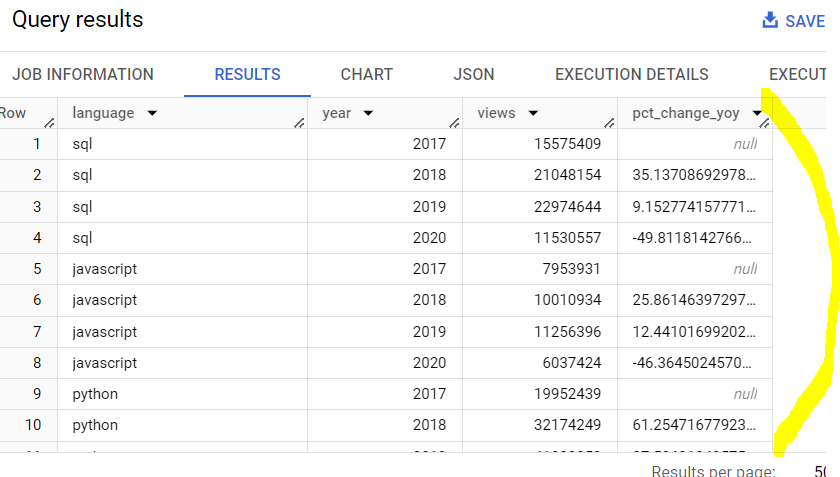 Query results SAVE
JOB INFORMATION RESULTS CHART JSON EXECUTION DETAILS EXECUT
Row language year views pct_change_yoy
1 sql 2017 15575409 null
2 sql 2018 21048154 35.13708692978...
3 sql 2019 22974644 9.152774157771...
4 sql 2020 11530557 -49.8118142766...
5 javascript 2017 7953931 null
6 javascript 2018 10010934 25.86146397297...
7 javascript 2019 11256396 12.44101699202...
8 javascript 2020 6037424 -46.3645024570...
9 python 2017 19952439 null
10 python 2018 32174249 61.25471677923...
Results per page: 50